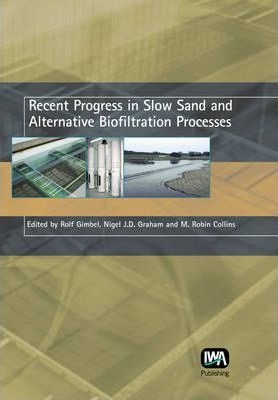 Recent Progress in Slow Sand and
Alternative Biofiltration Processes
Edited by Rolf Gimbel, Nigel J.D. Graham and M. Robin Collins
IWA
Publishing